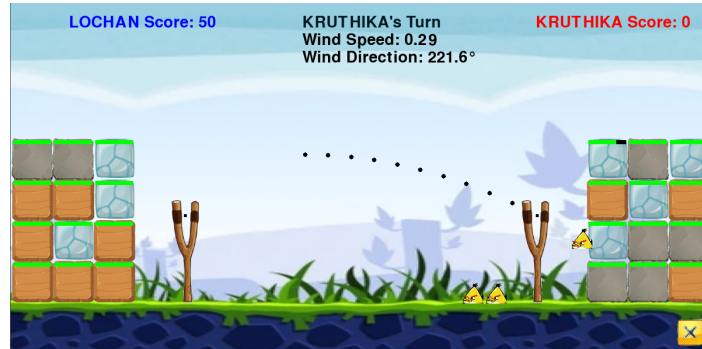 LOCHAN Score: 50
KRUTHIKA's Turn
KRUTHIKA Score: 0
Wind Speed: 0.29
Wind Direction: 221.6°